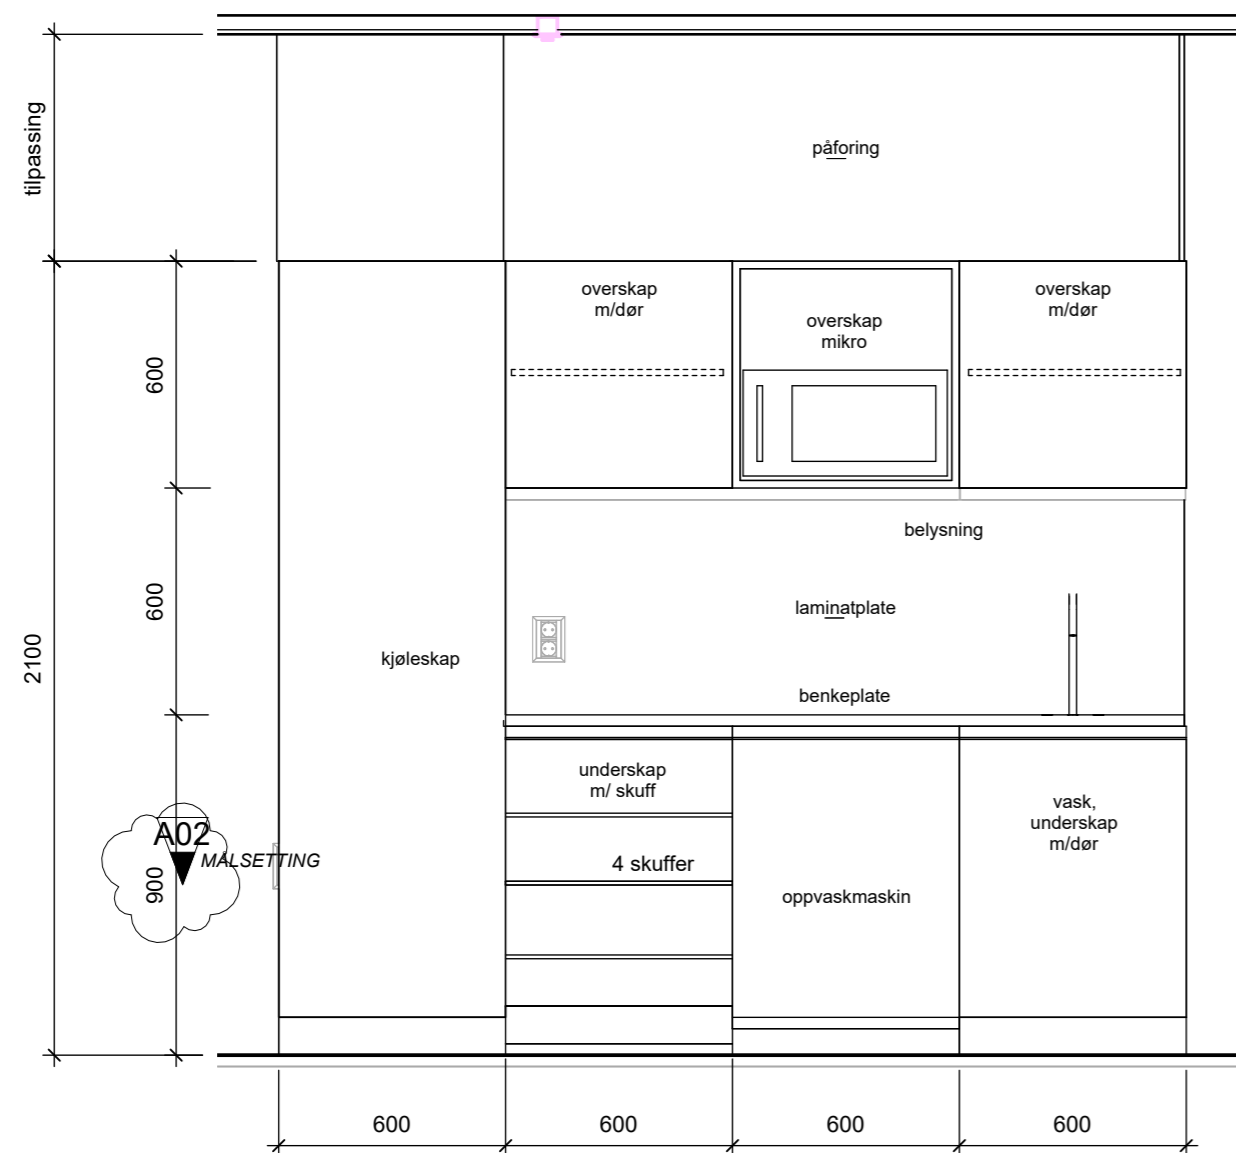 tilpassing
påforing
overskap
m/dør
overskap
mikro
overskap
m/dør
600
belysning
600
laminatplate
2100
kjøleskap
benkeplate
underskap
m/ skuff
vask,
underskap
m/dør
A02
MÅLSETTING
900
4 skuffer
oppvaskmaskin
600
600
600
600